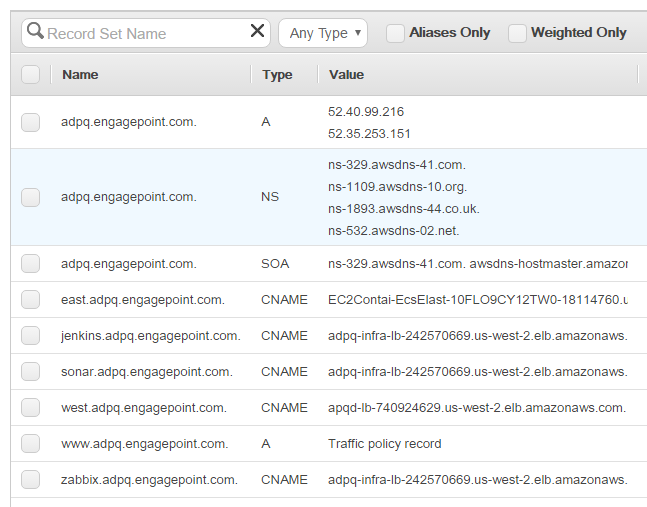 Record Set Name Any Type Aliases Only Weighted Only
Name Type Value
adpq.engagepoint.com. A 52.40.99.216
52.35.253.151
adpq.engagepoint.com. NS ns-329.awsdns-41.com.
ns-1109.awsdns-10.org.
ns-1893.awsdns-44.co.uk.
ns-532.awsdns-02.net.
adpq.engagepoint.com. SOA ns-329.awsdns-41.com. awsdns-hostmaster.amazor
east.adpq.engagepoint.com. CNAME EC2Contai-EcsElast-10FLO9CY12TW0-18114760.u
jenkins.adpq.engagepoint.com. CNAME adpq-infra-lb-242570669.us-west-2.elb.amazonaws.
sonar.adpq.engagepoint.com. CNAME adpq-infra-lb-242570669.us-west-2.elb.amazonaws.
west.adpq.engagepoint.com. CNAME apqd-lb-740924629.us-west-2.elb.amazonaws.com.
www.adpq.engagepoint.com. A Traffic policy record
zabbix.adpq.engagepoint.com. CNAME adpq-infra-lb-242570669.us-west-2.elb.amazonaws.